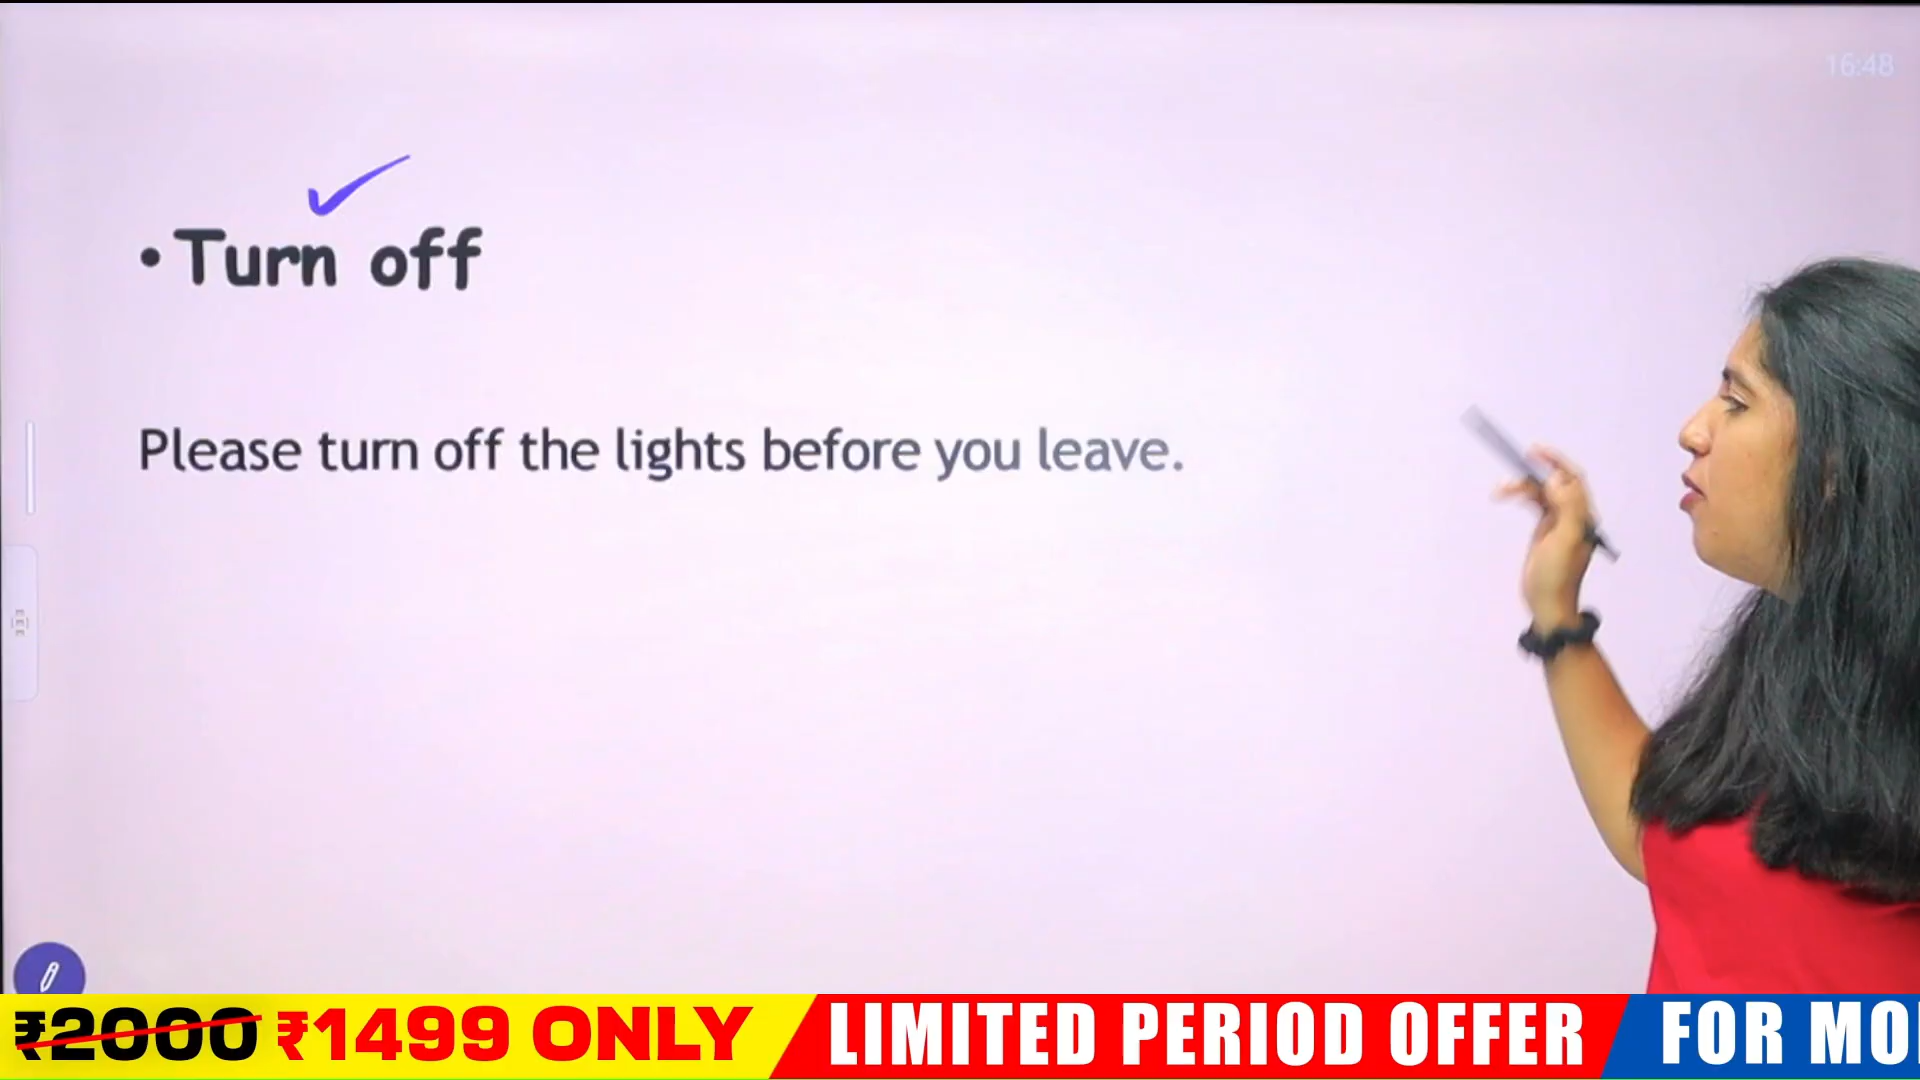 16:48
• Turn off
Please turn off the lights before you leave.
₹2000 ₹1499 ONLY LIMITED PERIOD OFFER FOR MO